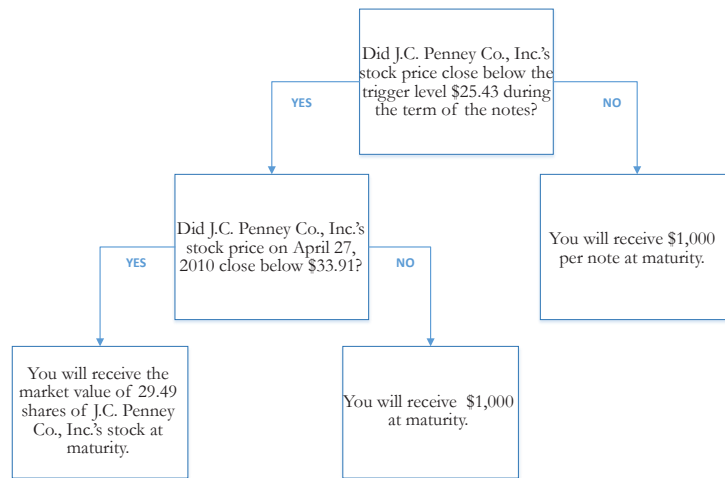 Did J.C. Penney Co., Inc.'s
stock price close below the
trigger level $25.43 during
the term of the notes?
YES
NO
Did J.C. Penney Co., Inc.'s
stock price on April 27,
2010 close below $33.91?
You will receive $1,000
per note at maturity.
YES
NO
You will receive the
market value of 29.49
shares of J.C. Penney
Co., Inc.'s stock at
maturity.
You will receive $1,000
at maturity.